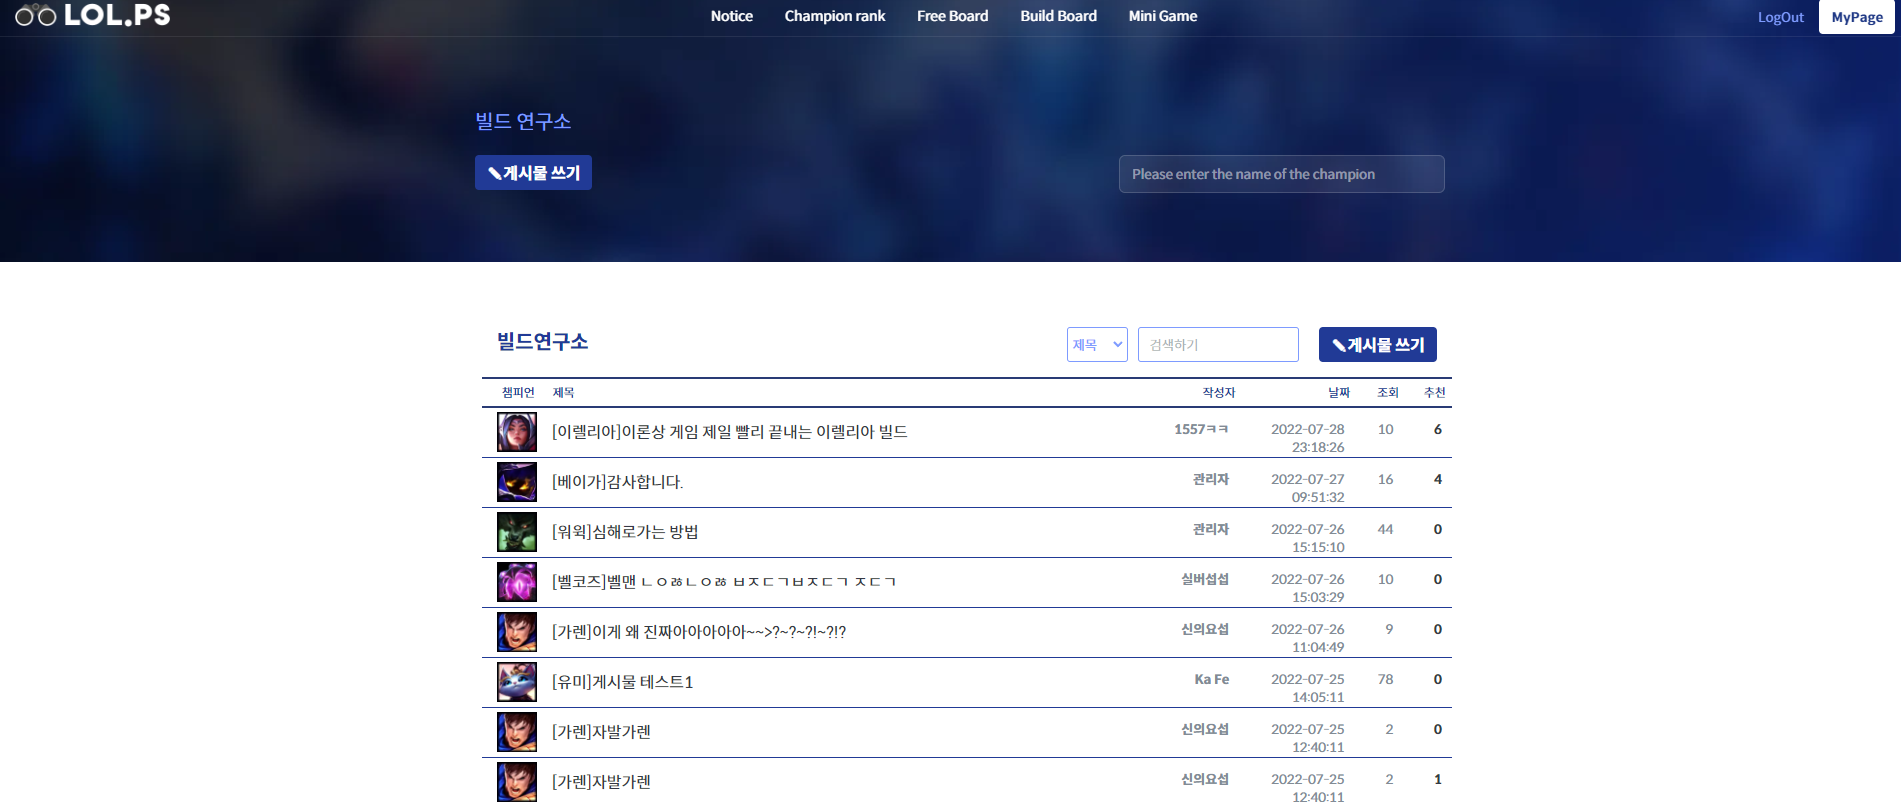 LOL.PS Notice Champion rank Free Board Build Board Mini Game LogOut MyPage
빌드 연구소
게시물 쓰기 Please enter the name of the champion
빌드연구소 제목 검색하기 게시물 쓰기
챔피언 제목 작성자 날짜 조회 추천
[이렐리아]이론상 게임 제일 빨리 끝내는 이렐리아 빌드 1557ㅋㅋ 2022-07-28 10 6
23:18:26
[베이가]감사합니다. 관리자 2022-07-27 16 4
09:51:32
[워윅]심해로가는 방법 관리자 2022-07-26 44 0
15:15:10
[벨코즈]벨맨 ㄴㅇㅀㄴㅇㅀ ㅂㅈㄷㄱㅂㅈㄷㄱ ㅈㄷㄱ 실버섭섭 2022-07-26 10 0
15:03:29
[가렌]이게 왜 진짜아아아아아~~>?~?~?!~?!? 신의요섭 2022-07-26 9 0
11:04:49
[유미]게시물 테스트1 Ka Fe 2022-07-25 78 0
14:05:11
[가렌]자발가렌 신의요섭 2022-07-25 2 0
12:40:11
[가렌]자발가렌 신의요섭 2022-07-25 2 1
12:40:11